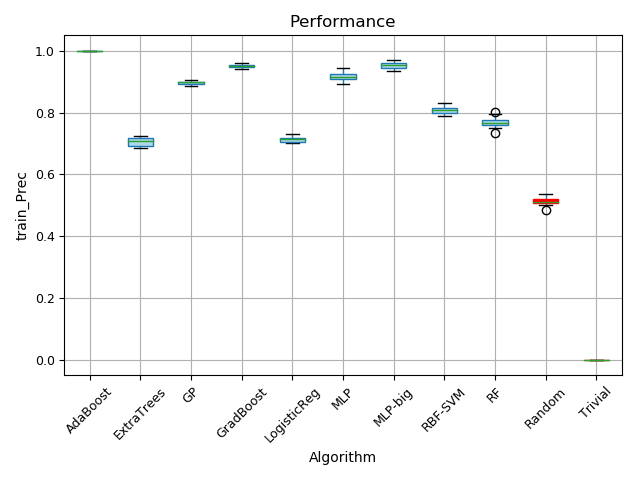 Performance
train_Prec
1.0
0.8
0.6
0.4
0.2
0.0
AdaBoost
ExtraTrees
GP
GradBoost
LogisticReg
MLP
MLP-big
RBF-SVM
RF
Random
Trivial
Algorithm